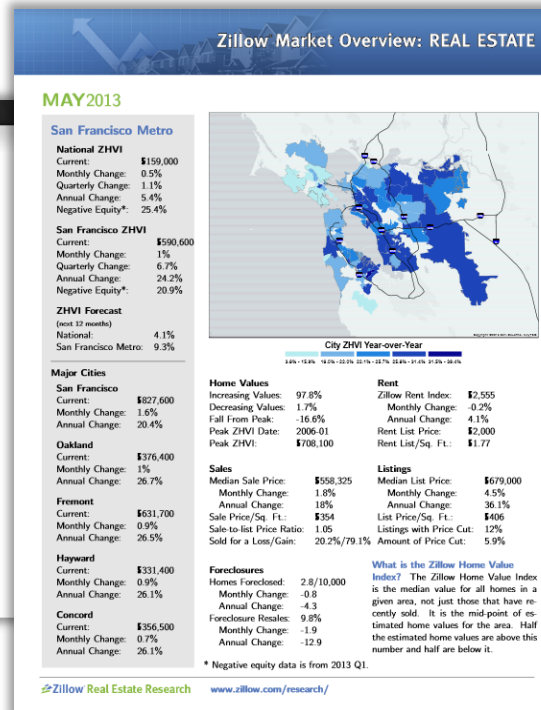 Zillow Market Overview: REAL ESTATE
MAY2013
San Francisco Metro
National ZHVI
Current: $159,000
Monthly Change: 0.5%
Quarterly Change: 1.1%
Annual Change: 5.4%
Negative Equity*: 25.4%
San Francisco ZHVI
Current: $590,600
Monthly Change: 1%
Quarterly Change: 6.7%
Annual Change: 24.2%
Negative Equity*: 20.9%
ZHVI Forecast
(next 12 months)
National: 4.1%
San Francisco Metro: 9.3%
Major Cities
San Francisco
Current: $827,600
Monthly Change: 1.6%
Annual Change: 20.4%
Oakland
Current: $376,400
Monthly Change: 1%
Annual Change: 26.7%
Fremont
Current: $631,700
Monthly Change: 0.9%
Annual Change: 26.5%
Hayward
Current: $331,400
Monthly Change: 0.9%
Annual Change: 26.1%
Concord
Current: $356,500
Monthly Change: 0.7%
Annual Change: 26.1%
City ZHVI Year-over-Year
Home Values
Increasing Values: 97.8%
Decreasing Values: 1.7%
Fall From Peak: -16.6%
Peak ZHVI Date: 2006-01
Peak ZHVI: $708,100
Rent
Zillow Rent Index: $2,555
Monthly Change: -0.2%
Annual Change: 4.1%
Rent List Price: $2,000
Rent List/Sq. Ft.: $1.77
Sales
Median Sale Price: $558,325
Monthly Change: 1.8%
Annual Change: 18%
Sale Price/Sq. Ft.: $354
Sale-to-list Price Ratio: 1.05
Sold for a Loss/Gain: 20.2%/79.1%
Listings
Median List Price: $679,000
Monthly Change: 4.5%
Annual Change: 36.1%
List Price/Sq. Ft.: $406
Listings with Price Cut: 12%
Amount of Price Cut: 5.9%
Foreclosures
Homes Foreclosed: 2.8/10,000
Monthly Change: -0.8
Annual Change: -4.3
Foreclosure Resales: 9.8%
Monthly Change: -1.9
Annual Change: -12.9
What is the Zillow Home Value
Index? The Zillow Home Value Index
is the median value for all homes in a
given area, not just those that have re-
cently sold. It is the mid-point of es-
timated home values for the area. Half
the estimated home values are above this
number and half are below it.
* Negative equity data is from 2013 Q1.
Zillow Real Estate Research www.zillow.com/research/